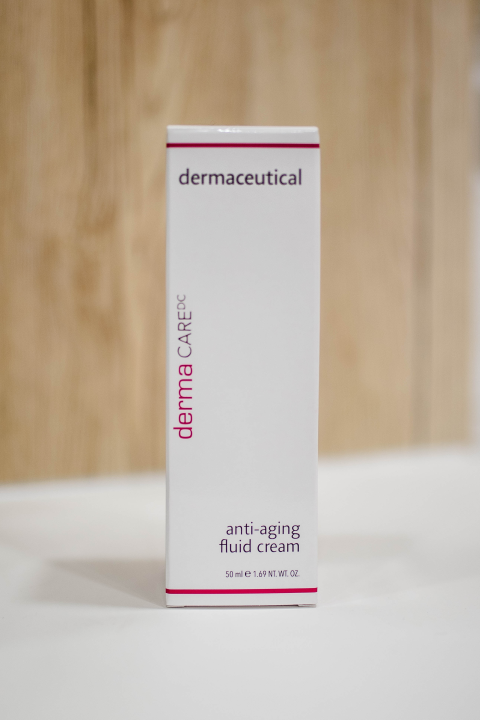 dermaceutical
derma CARE DC
anti-aging
fluid cream
50 ml ℮ 1.69 NT. WT. OZ.